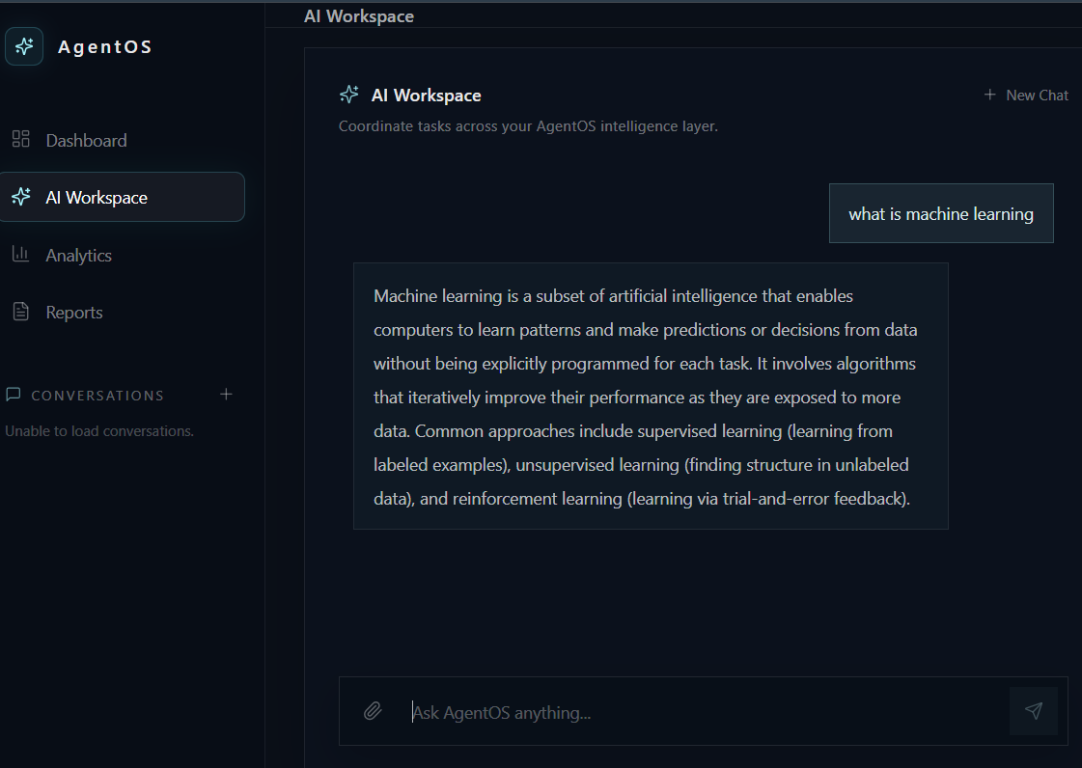 AI Workspace
AgentOS
Dashboard
AI Workspace
Analytics
Reports
CONVERSATIONS
Unable to load conversations.
AI Workspace
New Chat
Coordinate tasks across your AgentOS intelligence layer.
what is machine learning
Machine learning is a subset of artificial intelligence that enables
computers to learn patterns and make predictions or decisions from data
without being explicitly programmed for each task. It involves algorithms
that iteratively improve their performance as they are exposed to more
data. Common approaches include supervised learning (learning from
labeled examples), unsupervised learning (finding structure in unlabeled
data), and reinforcement learning (learning via trial-and-error feedback).
Ask AgentOS anything...